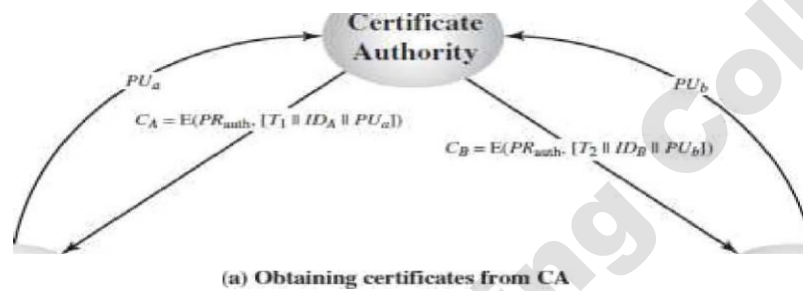 Certificate
Authority
PUa
PUb
CA = E(PRauth, [T1 || IDA || PUa])
CB = E(PRauth, [T2 || IDB || PUb])
(a) Obtaining certificates from CA